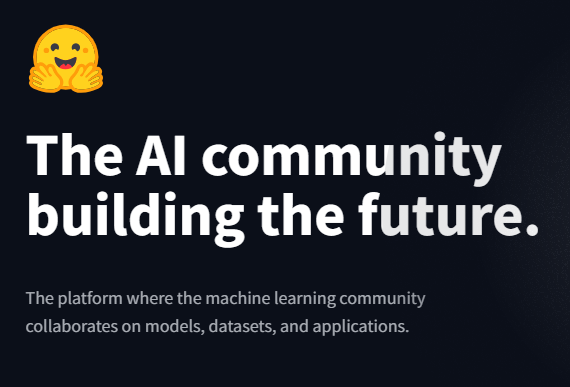 The AI community
building the future.
The platform where the machine learning community
collaborates on models, datasets, and applications.